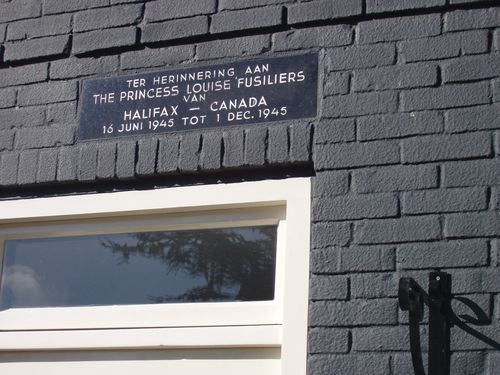 TER HERINNERING AAN
THE PRINCESS LOUISE FUSILIERS
VAN
HALIFAX — CANADA
16 JUNI 1945 TOT 1 DEC. 1945